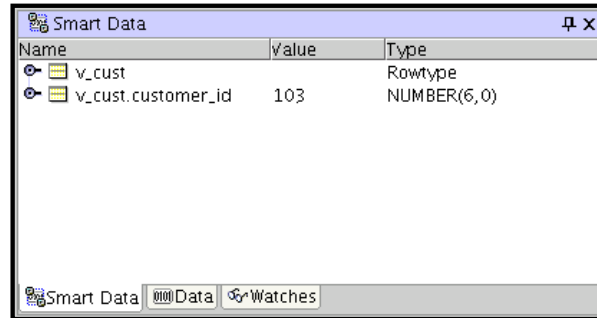 Smart Data
Name Value Type
v_cust Rowtype
v_cust.customer_id 103 NUMBER(6,0)
Smart Data Data Watches